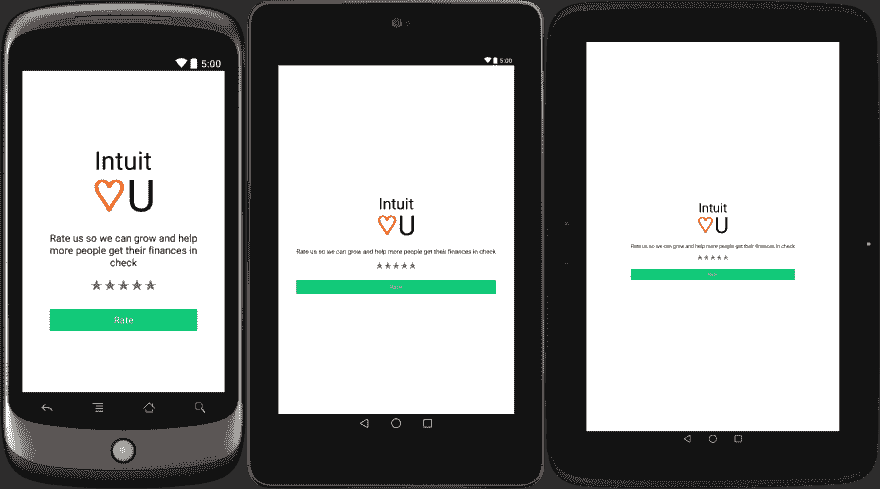 5:00
Intuit
♡U
Rate us so we can grow and help
more people get their finances in
check
Rate
5:00
Intuit
♡U
Rate us so we can grow and help more people get their finances in check
Rate
Intuit
♡U
Rate us so we can grow and help more people get their finances in check